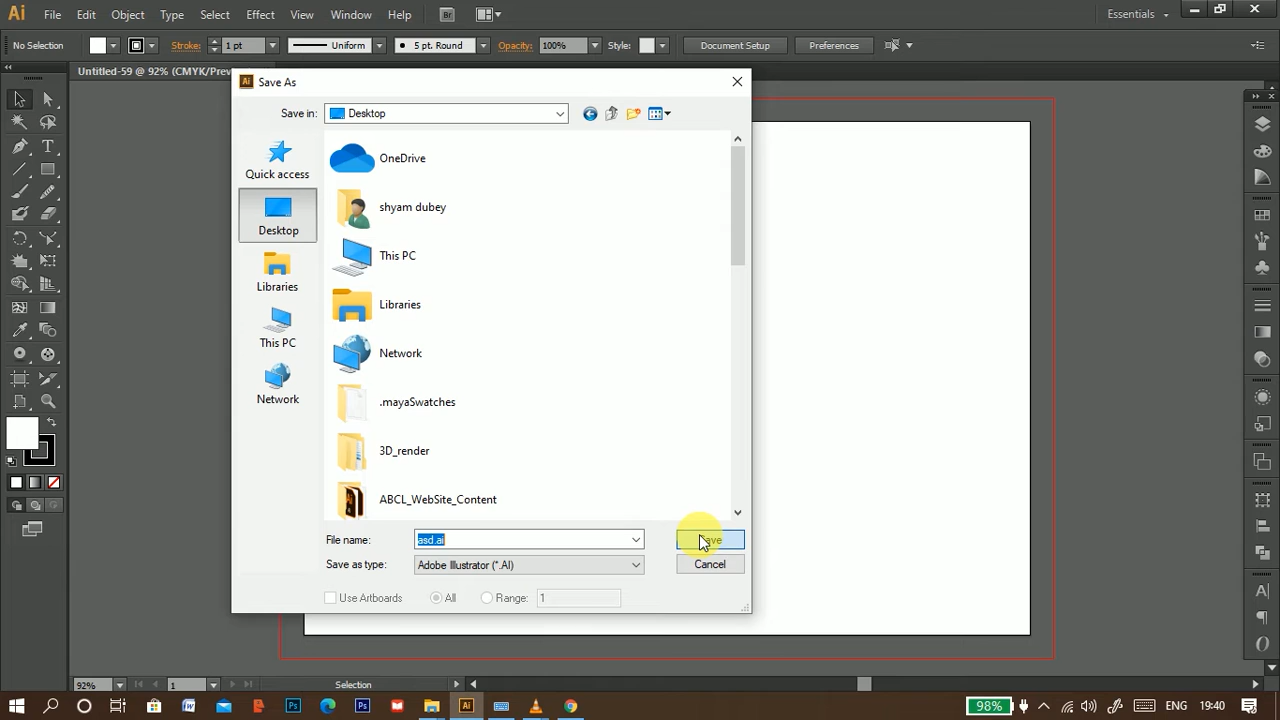 Ai File Edit Object Type Select Effect View Window Help Br Essentials
No Selection Stroke: 1 pt Uniform 5 pt. Round Opacity: 100% Style: Document Setup Preferences
Untitled-59 @ 92% (CMYK/Prev
Ai Save As
Save in: Desktop
Quick access
Desktop
Libraries
This PC
Network
OneDrive
shyam dubey
This PC
Libraries
Network
.mayaSwatches
3D_render
ABCL_WebSite_Content
File name: asd.ai Save
Save as type: Adobe Illustrator (*.AI) Cancel
Use Artboards All Range: 1
92% 1 Selection
98% ENG 19:40